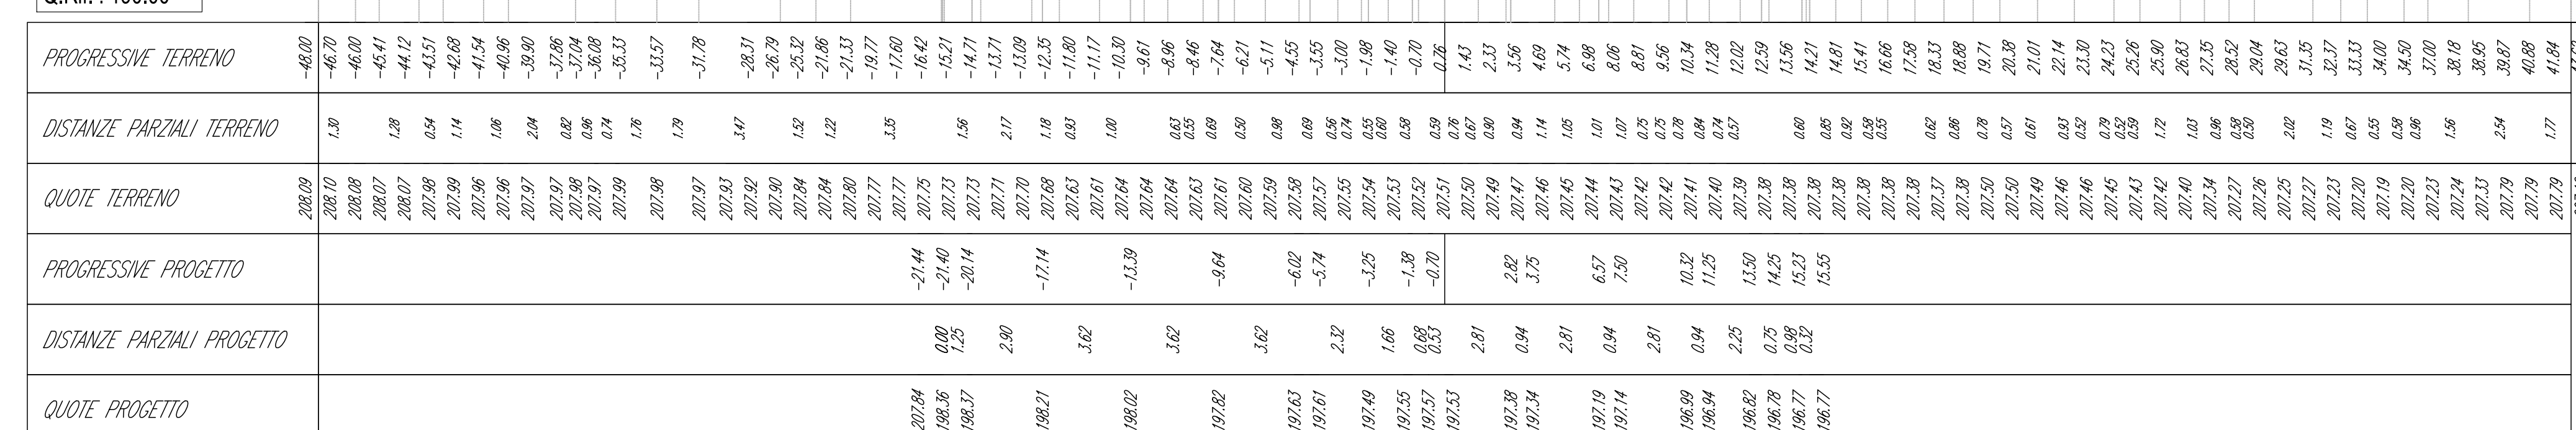 PROGRESSIVE TERRENO -48.00 -46.70 -46.00 -45.41 -44.12 -43.51 -42.68 -41.54 -40.96 -39.90 -37.86 -37.04 -36.08 -35.33 -33.57 -31.78 -28.31 -26.79 -25.32 -21.86 -21.33 -19.77 -17.60 -16.42 -15.21 -14.71 -13.71 -13.09 -12.35 -11.80 -11.17 -10.30 -9.61 -8.96 -8.46 -7.64 -6.21 -5.11 -4.55 -3.55 -3.00 -1.98 -1.40 -0.70 0.76 1.43 2.33 3.56 4.69 5.74 6.98 8.06 8.81 9.56 10.34 11.28 12.02 12.59 13.56 14.21 14.81 15.41 16.66 17.58 18.33 18.88 19.71 20.38 21.01 22.14 23.30 24.23 25.26 25.90 26.83 27.35 28.52 29.04 29.63 31.35 32.37 33.33 34.00 34.50 37.00 38.18 38.95 39.87 40.88 41.84
DISTANZE PARZIALI TERRENO 1.30 1.28 0.54 1.14 1.06 2.04 0.82 0.96 0.74 1.76 1.79 3.47 1.52 1.22 3.35 1.56 2.17 1.18 0.93 1.00 0.63 0.55 0.69 0.50 0.98 0.69 0.56 0.74 0.55 0.60 0.58 0.59 0.76 0.67 0.90 0.94 1.14 1.05 1.01 1.07 0.75 0.75 0.78 0.84 0.74 0.57 0.60 0.85 0.92 0.58 0.55 0.62 0.86 0.78 0.57 0.61 0.93 0.52 0.79 0.52 0.59 1.72 1.03 0.96 0.58 0.50 2.02 1.19 0.67 0.55 0.58 0.96 1.56 2.54 1.77
QUOTE TERRENO 208.09 208.10 208.08 208.07 208.07 207.98 207.99 207.96 207.96 207.97 207.97 207.98 207.97 207.99 207.98 207.97 207.93 207.92 207.90 207.84 207.84 207.80 207.77 207.77 207.75 207.73 207.73 207.71 207.70 207.68 207.63 207.61 207.64 207.64 207.64 207.63 207.61 207.60 207.59 207.58 207.57 207.55 207.54 207.53 207.52 207.51 207.50 207.49 207.47 207.46 207.45 207.44 207.43 207.42 207.42 207.41 207.40 207.39 207.38 207.38 207.38 207.38 207.38 207.38 207.37 207.38 207.50 207.50 207.49 207.46 207.46 207.45 207.43 207.42 207.40 207.34 207.27 207.26 207.25 207.27 207.23 207.20 207.19 207.20 207.23 207.24 207.33 207.79 207.79 207.79
PROGRESSIVE PROGETTO -21.44 -21.40 -20.14 -17.14 -13.39 -9.64 -6.02 -5.74 -3.25 -1.38 -0.70 2.82 3.75 6.57 7.50 10.32 11.25 13.50 14.25 15.23 15.55
DISTANZE PARZIALI PROGETTO 0.00 1.25 2.90 3.62 3.62 3.62 2.32 1.66 0.68 0.53 2.81 0.94 2.81 0.94 2.81 0.94 2.25 0.75 0.98 0.32
QUOTE PROGETTO 207.84 198.36 198.37 198.21 198.02 197.82 197.63 197.61 197.49 197.55 197.57 197.53 197.38 197.34 197.19 197.14 196.99 196.94 196.82 196.78 196.77 196.77